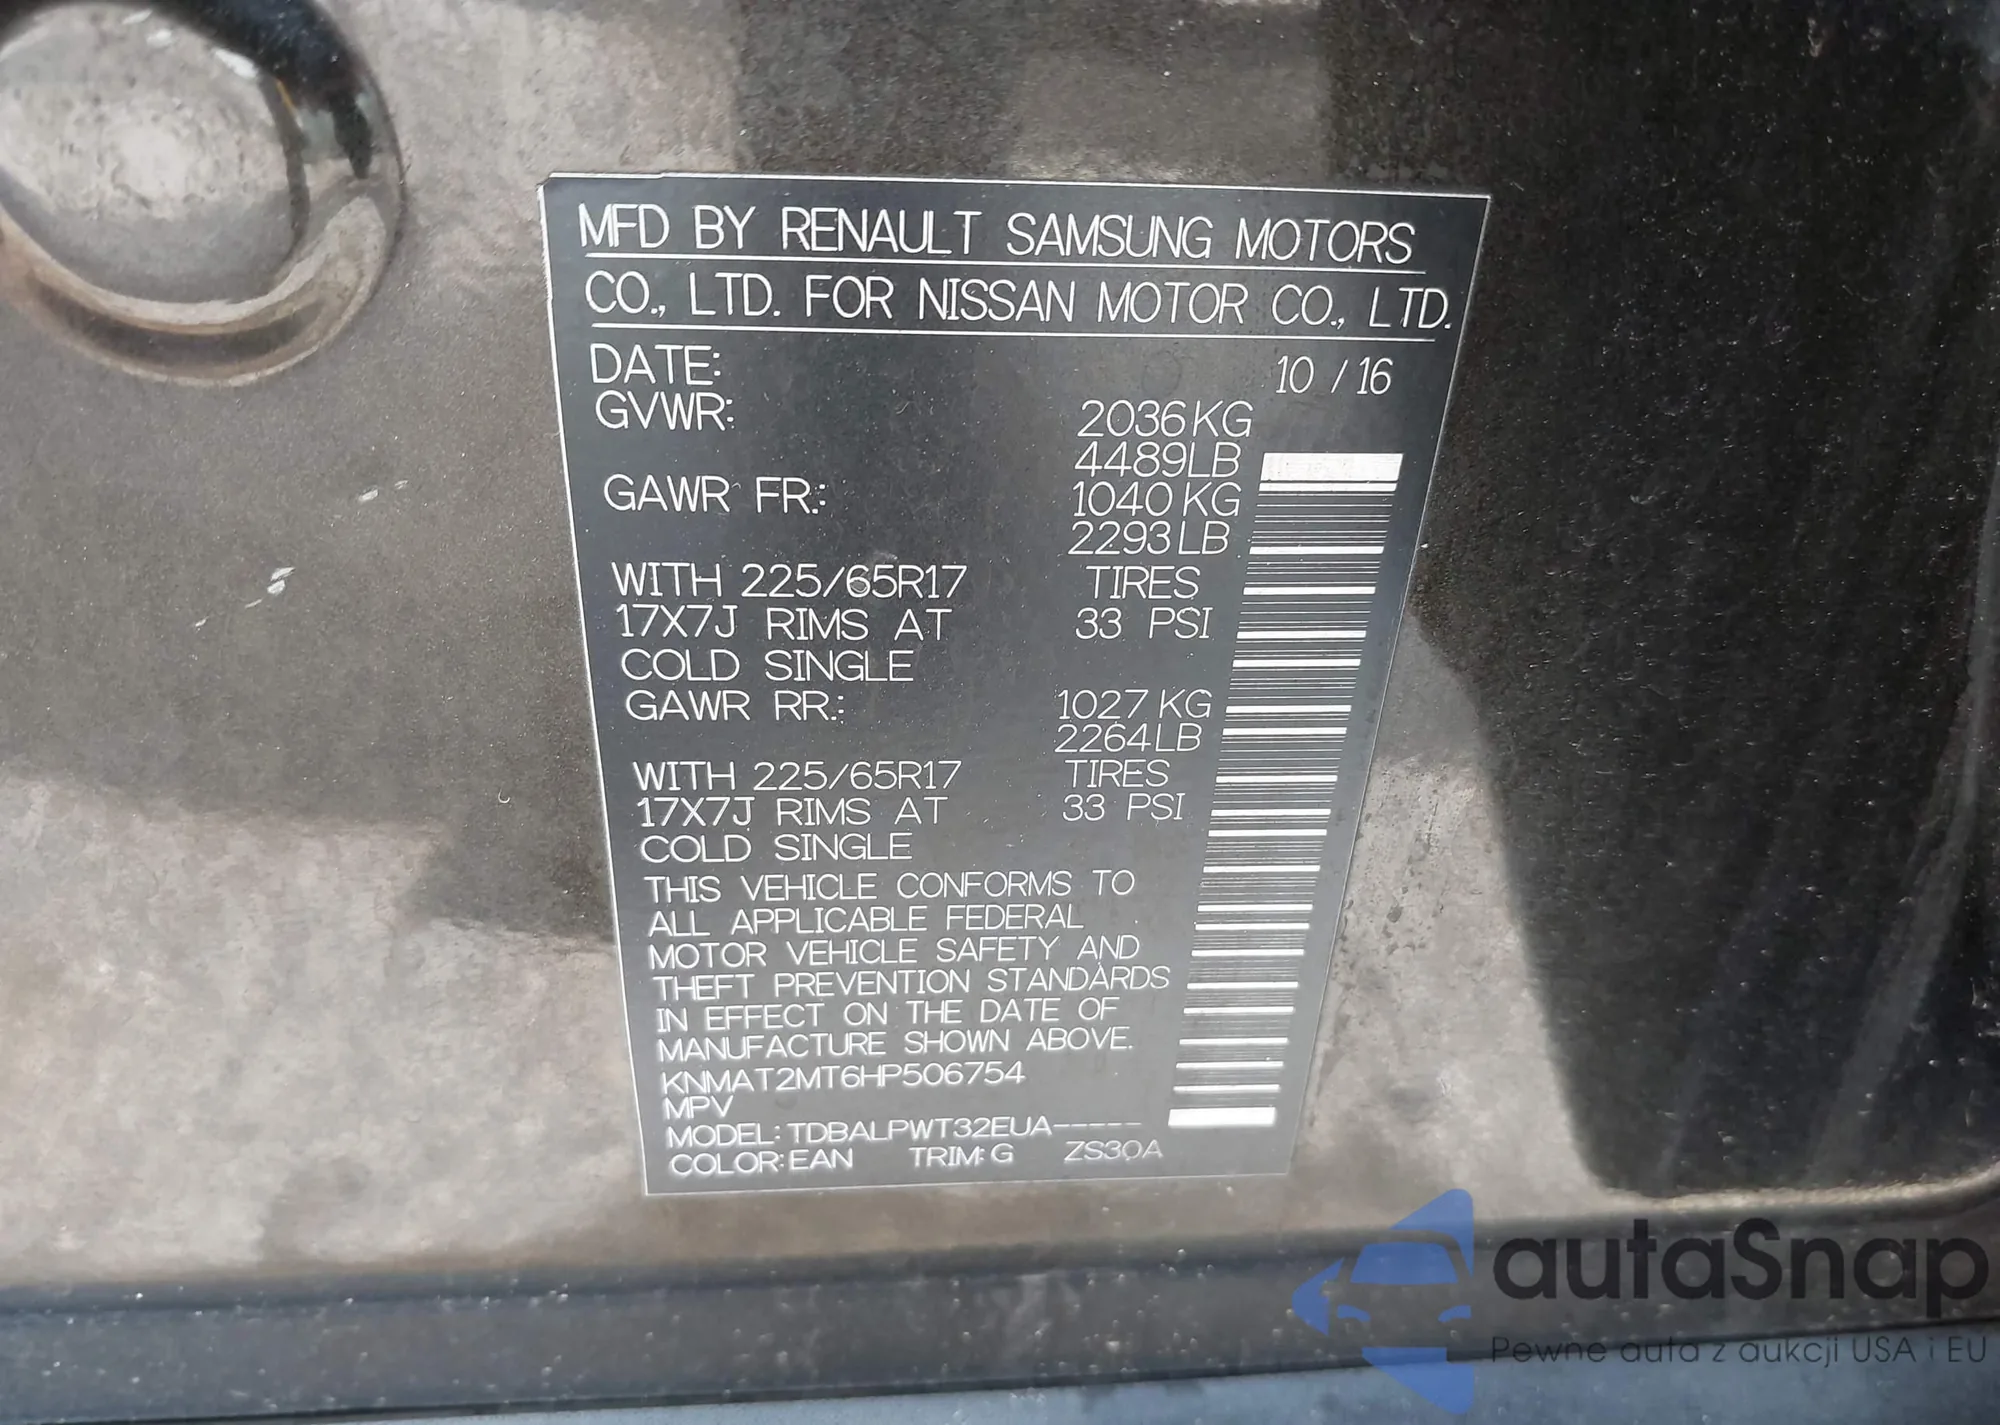 MFD BY RENAULT SAMSUNG MOTORS
CO., LTD. FOR NISSAN MOTOR CO., LTD.
DATE: 10 / 16
GVWR: 2036 KG
4489 LB
GAWR FR.: 1040 KG
2293 LB
WITH 225/65R17 TIRES
17X7J RIMS AT 33 PSI
COLD SINGLE
GAWR RR.: 1027 KG
2264 LB
WITH 225/65R17 TIRES
17X7J RIMS AT 33 PSI
COLD SINGLE
THIS VEHICLE CONFORMS TO
ALL APPLICABLE FEDERAL
MOTOR VEHICLE SAFETY AND
THEFT PREVENTION STANDARDS
IN EFFECT ON THE DATE OF
MANUFACTURE SHOWN ABOVE.
KNMAT2MT6HP506754
MPV
MODEL: TDBALPWT32EUA-----
COLOR: EAN TRIM: G ZS30A
autaSnap
Pewne auta z aukcji USA i EU